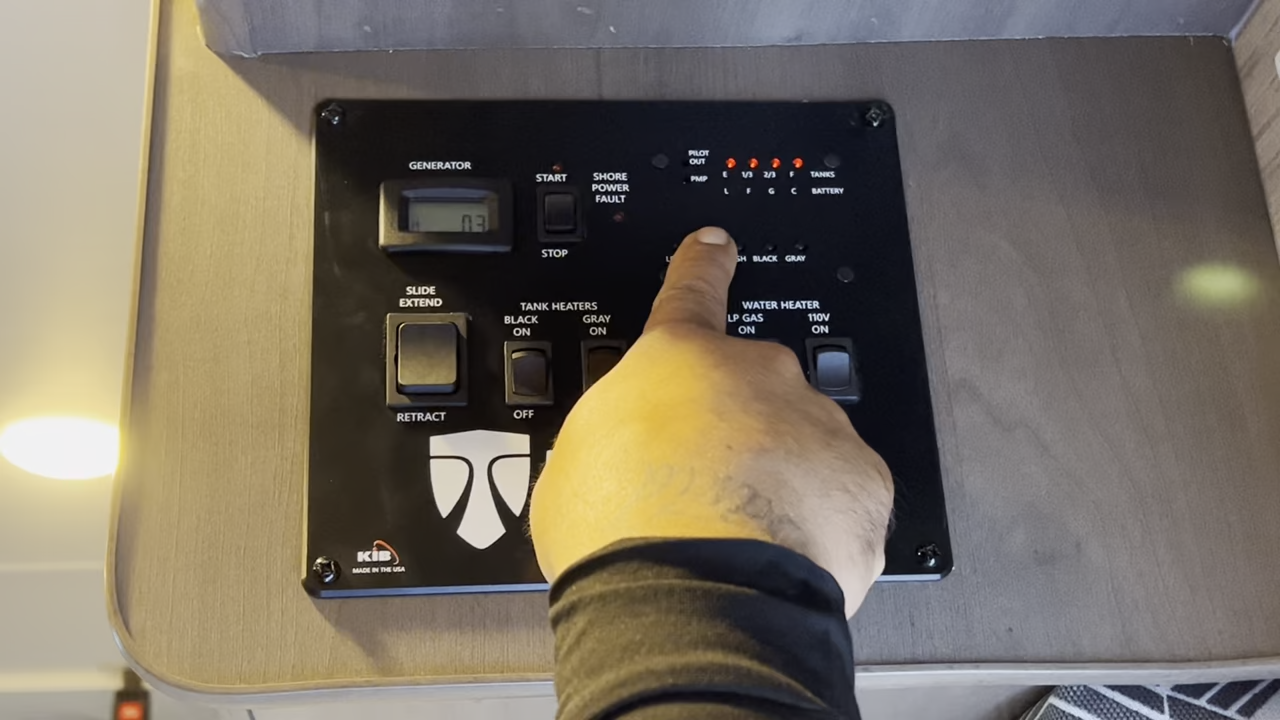 GENERATOR
03
START
STOP
SHORE
POWER
FAULT
PILOT
OUT
PMP
E 1/3 2/3 F TANKS
L F G C BATTERY
BLACK GRAY
SLIDE
EXTEND
RETRACT
TANK HEATERS
BLACK
ON
OFF
GRAY
ON
WATER HEATER
LP GAS
ON
110V
ON
KIB
MADE IN THE USA